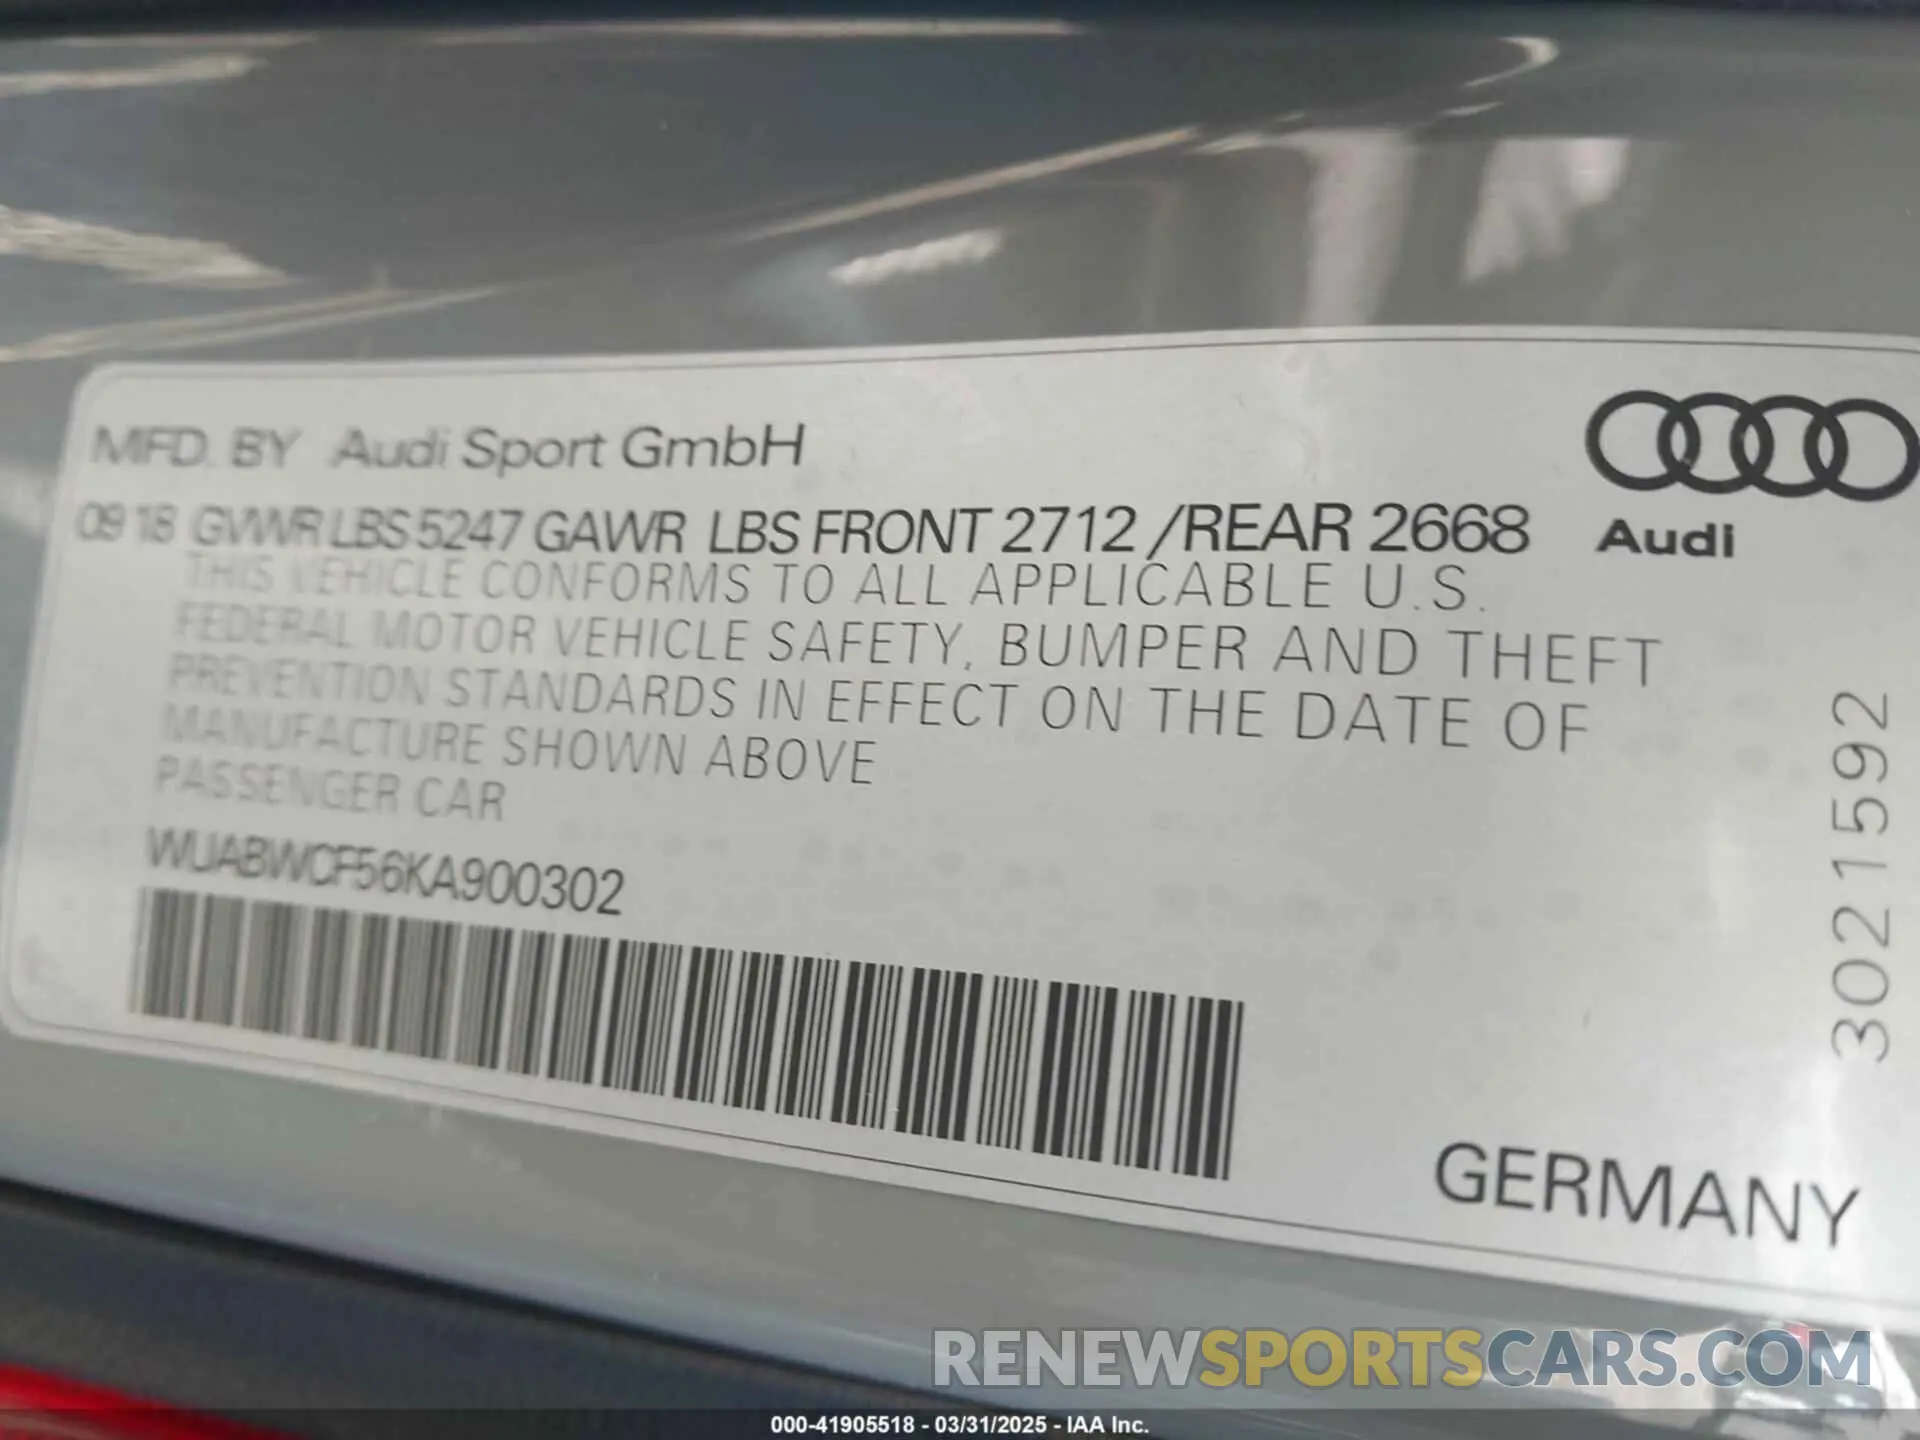 MFD. BY Audi Sport GmbH
09 18 GVWR LBS 5247 GAWR LBS FRONT 2712 /REAR 2668
Audi
THIS VEHICLE CONFORMS TO ALL APPLICABLE U.S.
FEDERAL MOTOR VEHICLE SAFETY, BUMPER AND THEFT
PREVENTION STANDARDS IN EFFECT ON THE DATE OF
MANUFACTURE SHOWN ABOVE
PASSENGER CAR
WUABWCF56KA900302
3021592
GERMANY
RENEWSPORTSCARS.COM
000-41905518 - 03/31/2025 - IAA Inc.